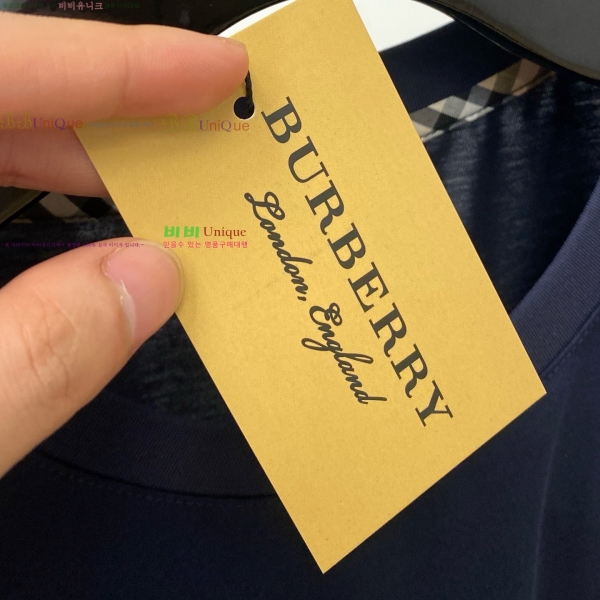 비비유니크
UniQue
UniQue
BURBERRY
London, England
비비 Unique
믿을수 있는 명품구매대행